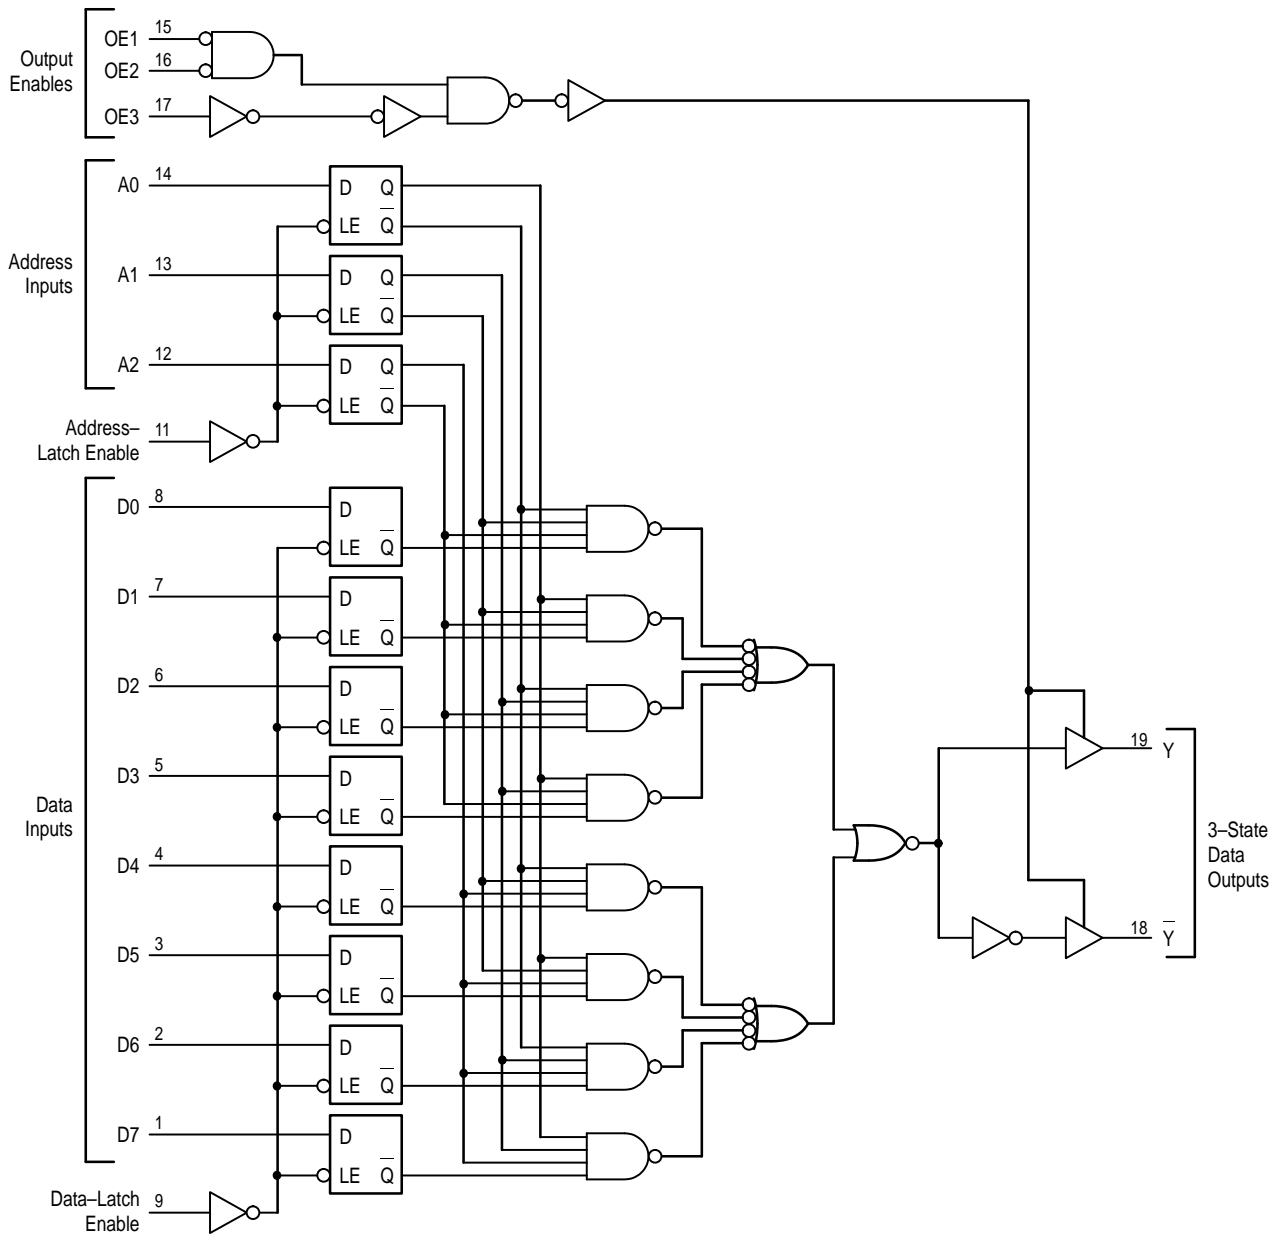 Output
Enables
OE1 15
OE2 16
OE3 17
Address
Inputs
A0 14
D Q
LE Q̅
A1 13
D Q
LE Q̅
A2 12
D Q
LE Q̅
Address–
Latch Enable
11
Data
Inputs
D0 8
D
LE Q̅
D1 7
D
LE Q̅
D2 6
D
LE Q̅
D3 5
D
LE Q̅
D4 4
D
LE Q̅
D5 3
D
LE Q̅
D6 2
D
LE Q̅
D7 1
D
LE Q̅
Data–Latch
Enable
9
19 Y
18 Y̅
3–State
Data
Outputs